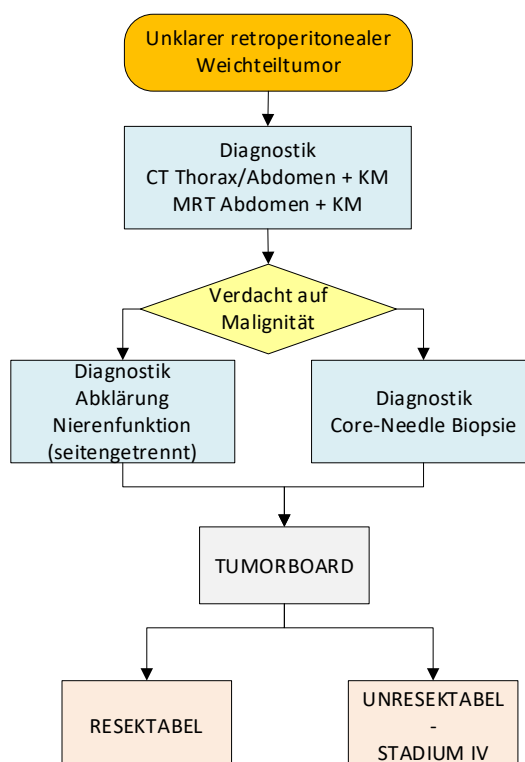 Unklarer retroperitonealer
Weichteiltumor
Diagnostik
CT Thorax/Abdomen + KM
MRT Abdomen + KM
Verdacht auf
Malignität
Diagnostik
Abklärung
Nierenfunktion
(seitengetrennt)
Diagnostik
Core-Needle Biopsie
TUMORBOARD
RESEKTABEL
UNRESEKTABEL
-
STADIUM IV